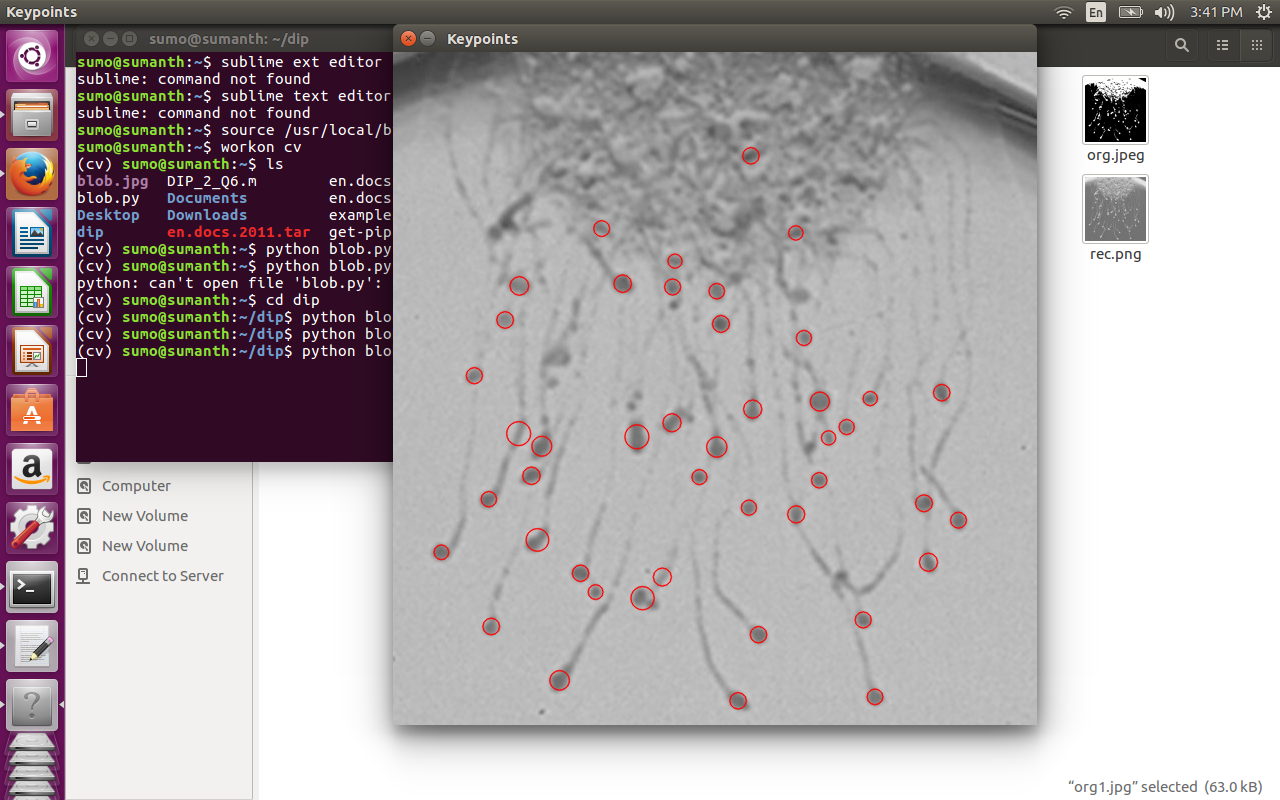 Keypoints
En
3:41 PM
sumo@sumanth: ~/dip
Keypoints
sumo@sumanth:~$ sublime ext editor
sublime: command not found
sumo@sumanth:~$ sublime text editor
sublime: command not found
sumo@sumanth:~$ source /usr/local/b
sumo@sumanth:~$ workon cv
(cv) sumo@sumanth:~$ ls
blob.jpg DIP_2_Q6.m en.docs
blob.py Documents en.docs
Desktop Downloads example
dip en.docs.2011.tar get-pip
(cv) sumo@sumanth:~$ python blob.py
(cv) sumo@sumanth:~$ python blob.py
python: can't open file 'blob.py':
(cv) sumo@sumanth:~$ cd dip
(cv) sumo@sumanth:~/dip$ python blo
(cv) sumo@sumanth:~/dip$ python blo
(cv) sumo@sumanth:~/dip$ python blo
Computer
New Volume
New Volume
Connect to Server
org.jpeg
rec.png
“org1.jpg” selected (63.0 kB)